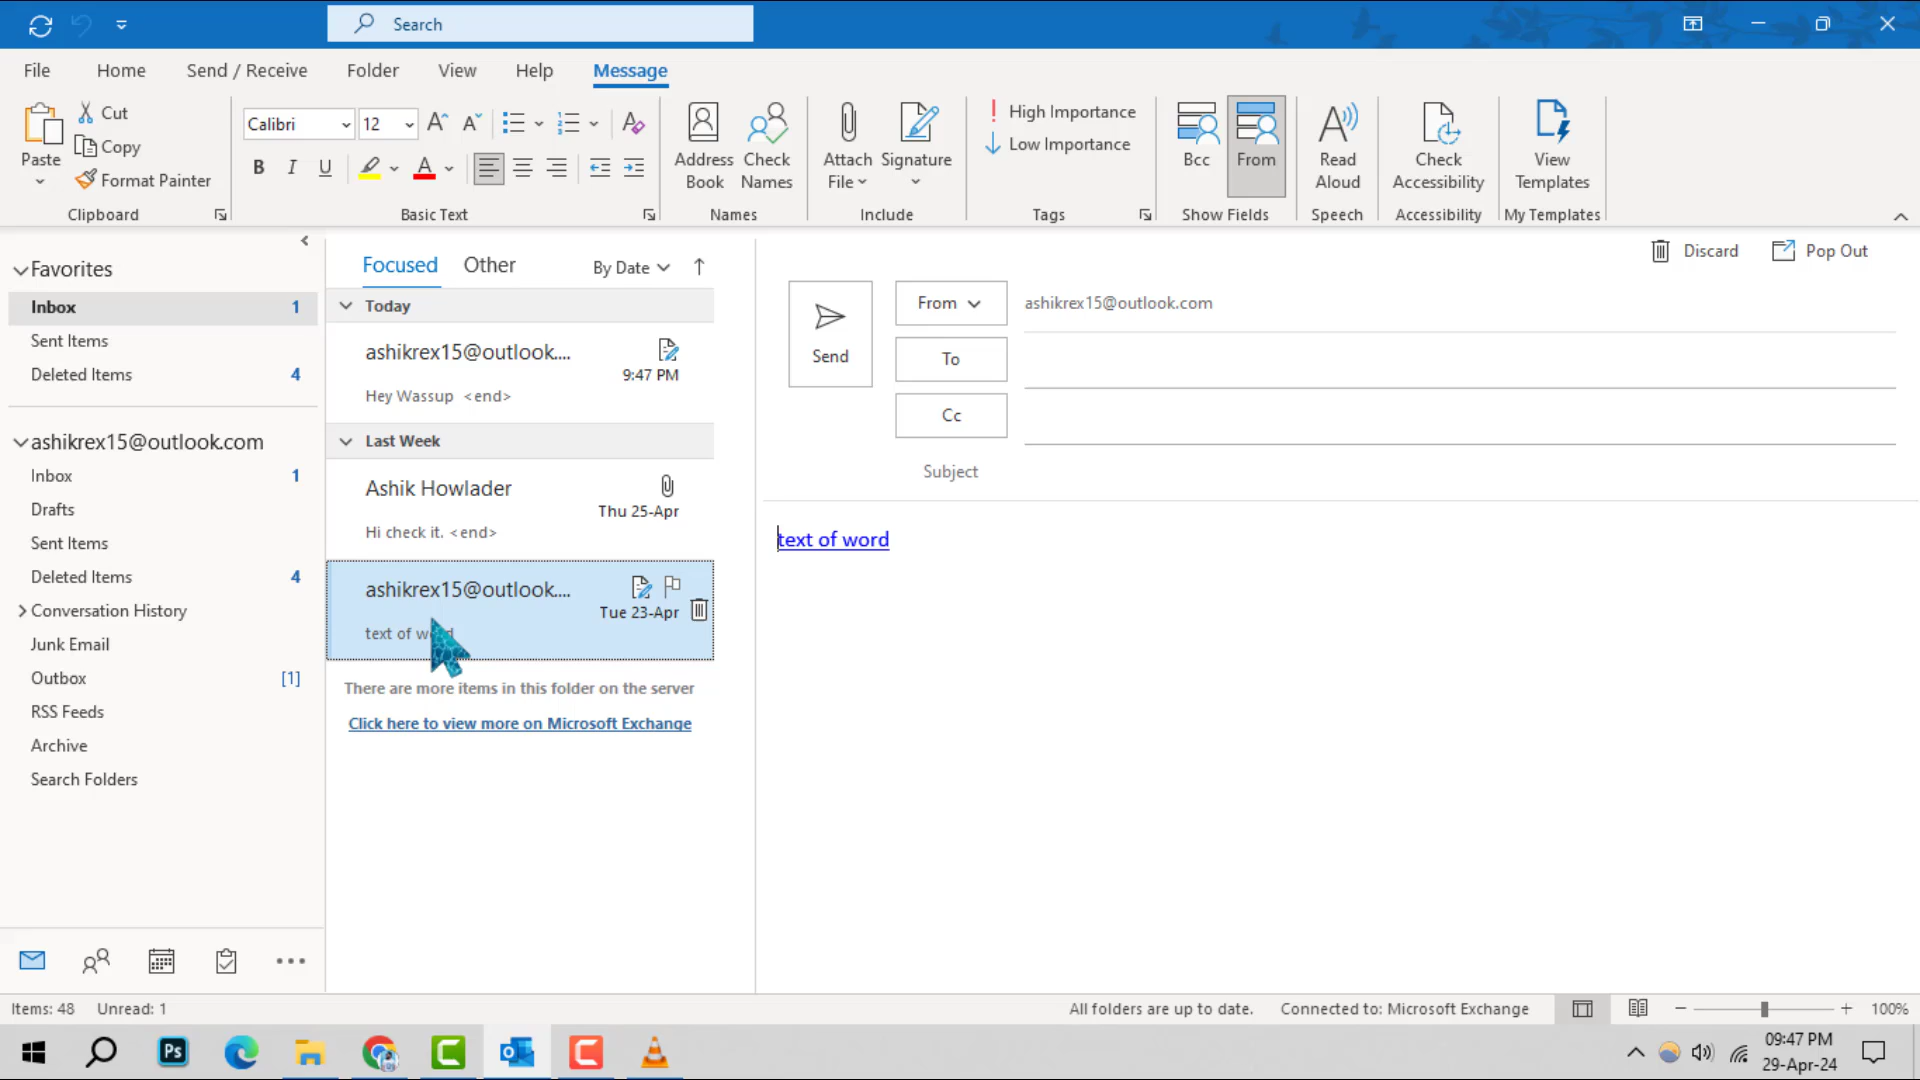 Search
File Home Send / Receive Folder View Help Message
Paste
Cut
Copy
Format Painter
Clipboard
Calibri 12
B I U A
Basic Text
Address Book
Check Names
Names
Attach File
Signature
Include
High Importance
Low Importance
Tags
Bcc
From
Show Fields
Read Aloud
Speech
Check Accessibility
Accessibility
View Templates
My Templates
Favorites
Inbox 1
Sent Items
Deleted Items 4
ashikrex15@outlook.com
Inbox 1
Drafts
Sent Items
Deleted Items 4
Conversation History
Junk Email
Outbox [1]
RSS Feeds
Archive
Search Folders
Focused Other By Date
Today
ashikrex15@outlook....
9:47 PM
Hey Wassup <end>
Last Week
Ashik Howlader
Thu 25-Apr
Hi check it. <end>
ashikrex15@outlook....
Tue 23-Apr
text of word
There are more items in this folder on the server
Click here to view more on Microsoft Exchange
Discard Pop Out
Send
From ashikrex15@outlook.com
To
Cc
Subject
text of word
Items: 48 Unread: 1 All folders are up to date. Connected to: Microsoft Exchange 100%
Ps
09:47 PM
29-Apr-24